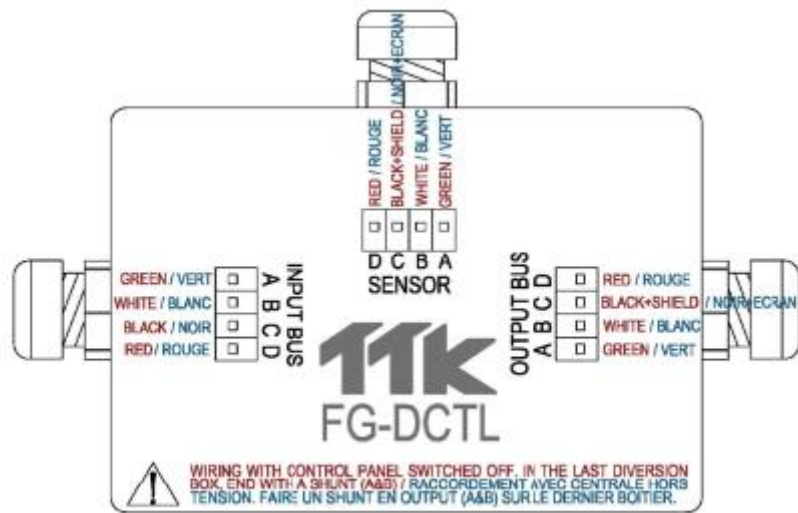 RED / ROUGE
BLACK+SHIELD / NOIR+ECRAN
WHITE / BLANC
GREEN / VERT
D C B A
SENSOR
GREEN / VERT
WHITE / BLANC
BLACK / NOIR
RED / ROUGE
A B C D
INPUT BUS
OUTPUT BUS
A B C D
RED / ROUGE
BLACK+SHIELD / NOIR+ECRAN
WHITE / BLANC
GREEN / VERT
TTK
FG-DCTL
WIRING WITH CONTROL PANEL SWITCHED OFF. IN THE LAST DIVERSION
BOX, END WITH A SHUNT (A&B) / RACCORDEMENT AVEC CENTRALE HORS
TENSION. FAIRE UN SHUNT EN OUTPUT (A&B) SUR LE DERNIER BOITIER.